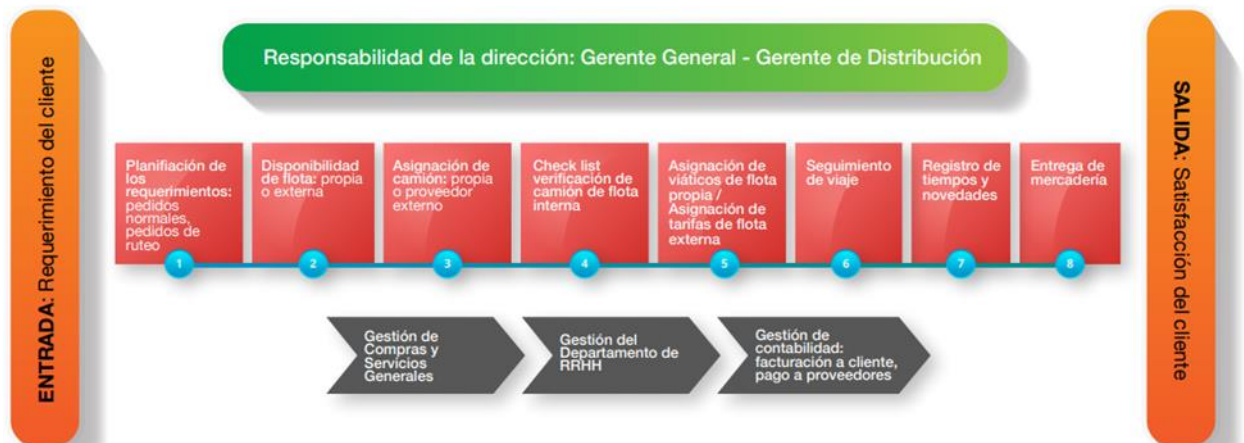 ENTRADA: Requerimiento del cliente
Responsabilidad de la dirección: Gerente General - Gerente de Distribución
Planifiación de
los
requerimientos:
pedidos
normales,
pedidos de
ruteo
1
Disponibilidad
de flota: propia
o externa
2
Asignación de
camión: propia
o proveedor
externo
3
Check list
verificación de
camión de flota
interna
4
Asignación de
viáticos de flota
propia /
Asignación de
tarifas de flota
externa
5
Seguimiento
de viaje
6
Registro de
tiempos y
novedades
7
Entrega de
mercadería
8
Gestión de
Compras y
Servicios
Generales
Gestión del
Departamento de
RRHH
Gestión de
contabilidad:
facturación a cliente,
pago a proveedores
SALIDA: Satisfacción del cliente